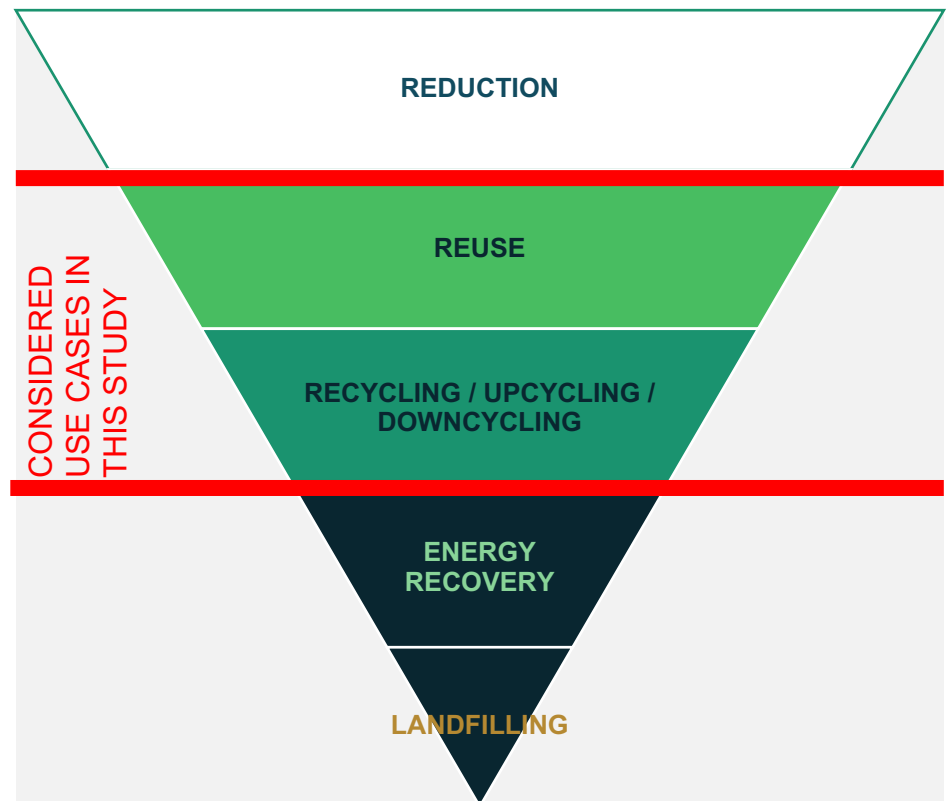 REDUCTION
REUSE
CONSIDERED
USE CASES IN
THIS STUDY
RECYCLING / UPCYCLING /
DOWNCYCLING
ENERGY
RECOVERY
LANDFILLING